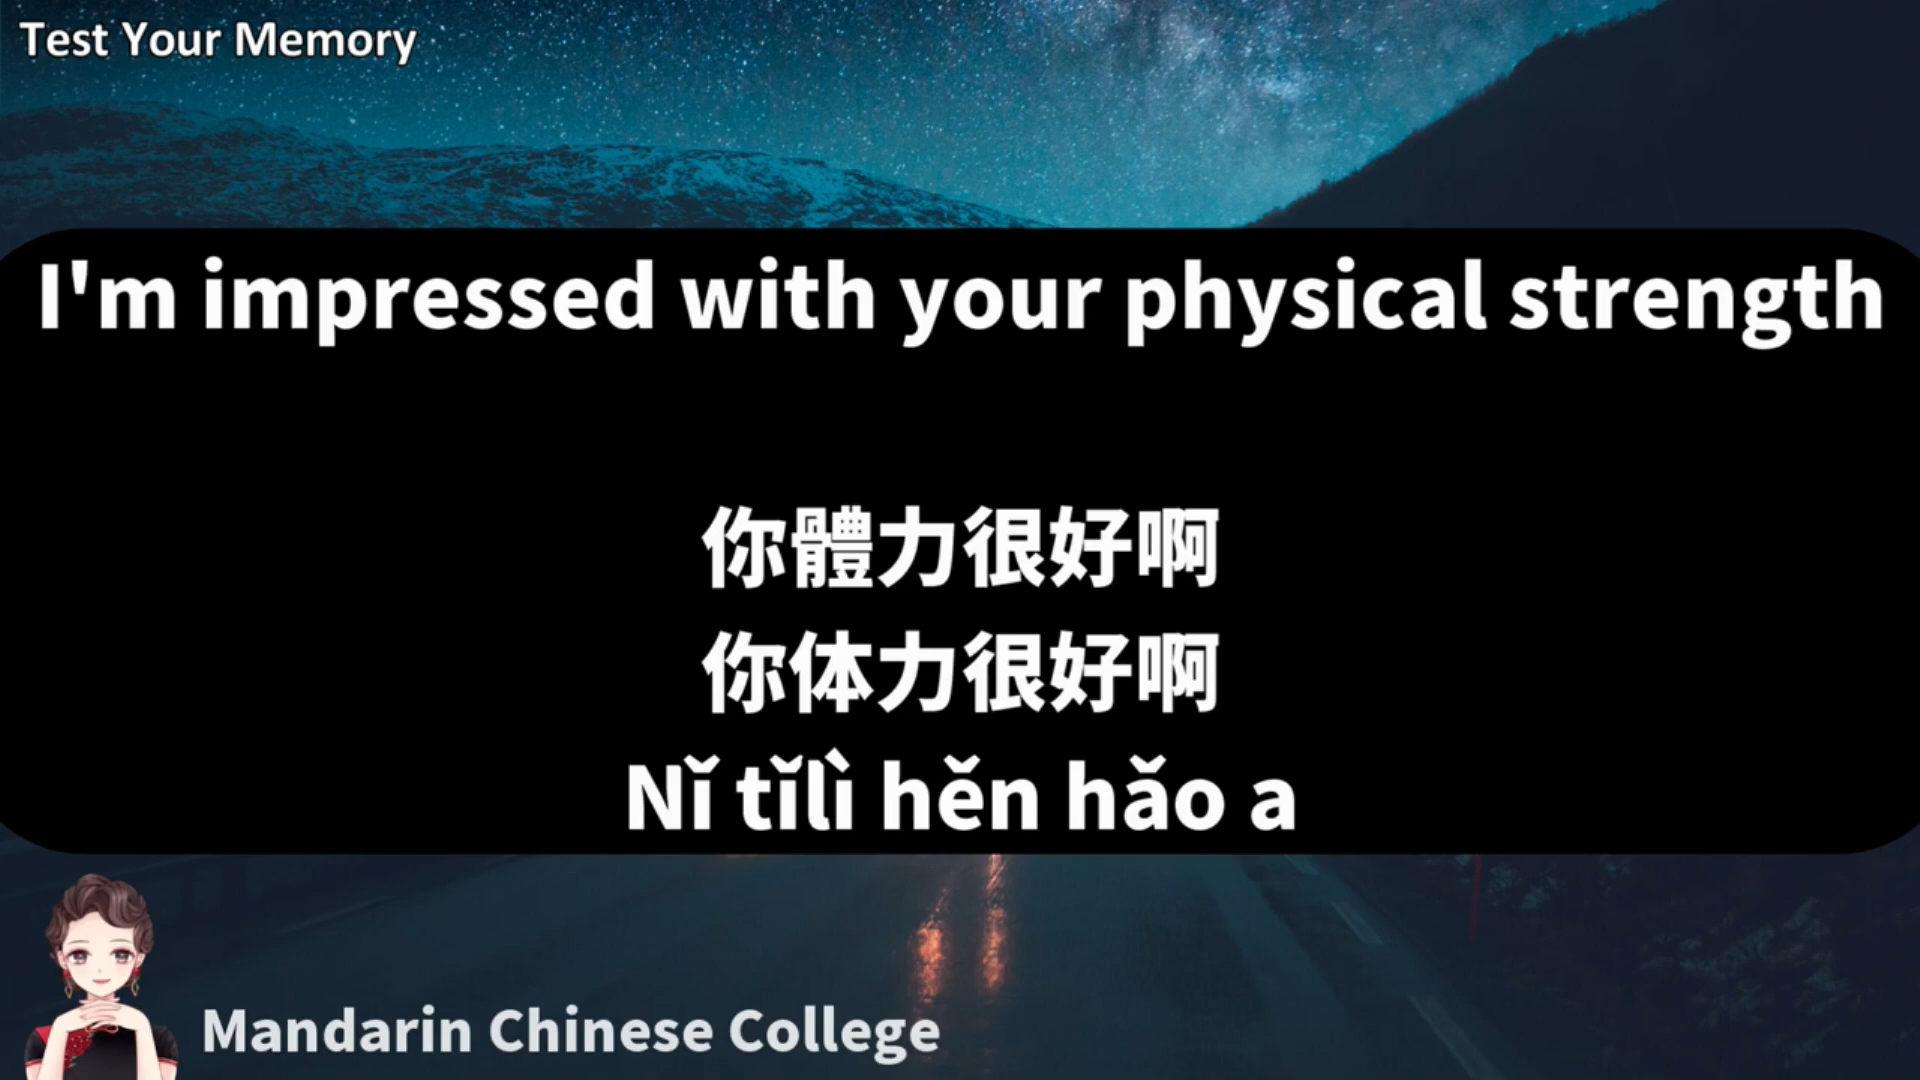 Test Your Memory
I'm impressed with your physical strength
你體力很好啊
你体力很好啊
Nǐ tǐlì hěn hǎo a
Mandarin Chinese College